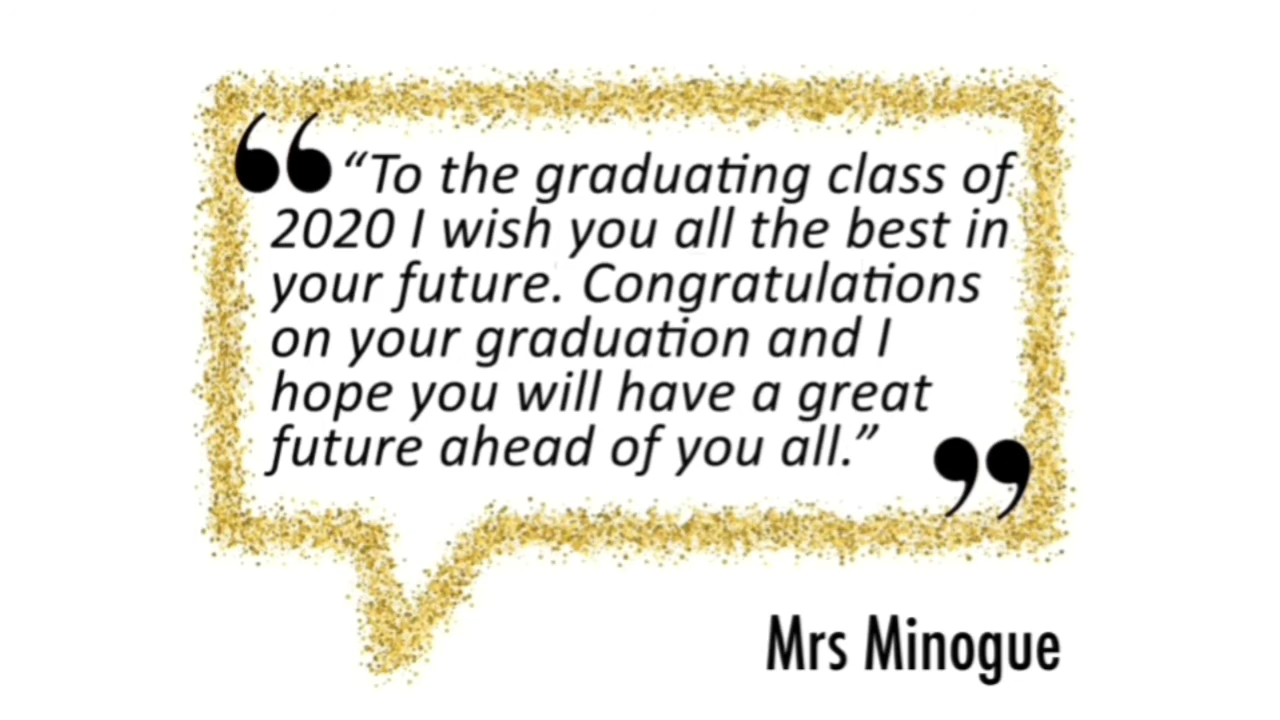 “To the graduating class of
2020 I wish you all the best in
your future. Congratulations
on your graduation and I
hope you will have a great
future ahead of you all.”
Mrs Minogue